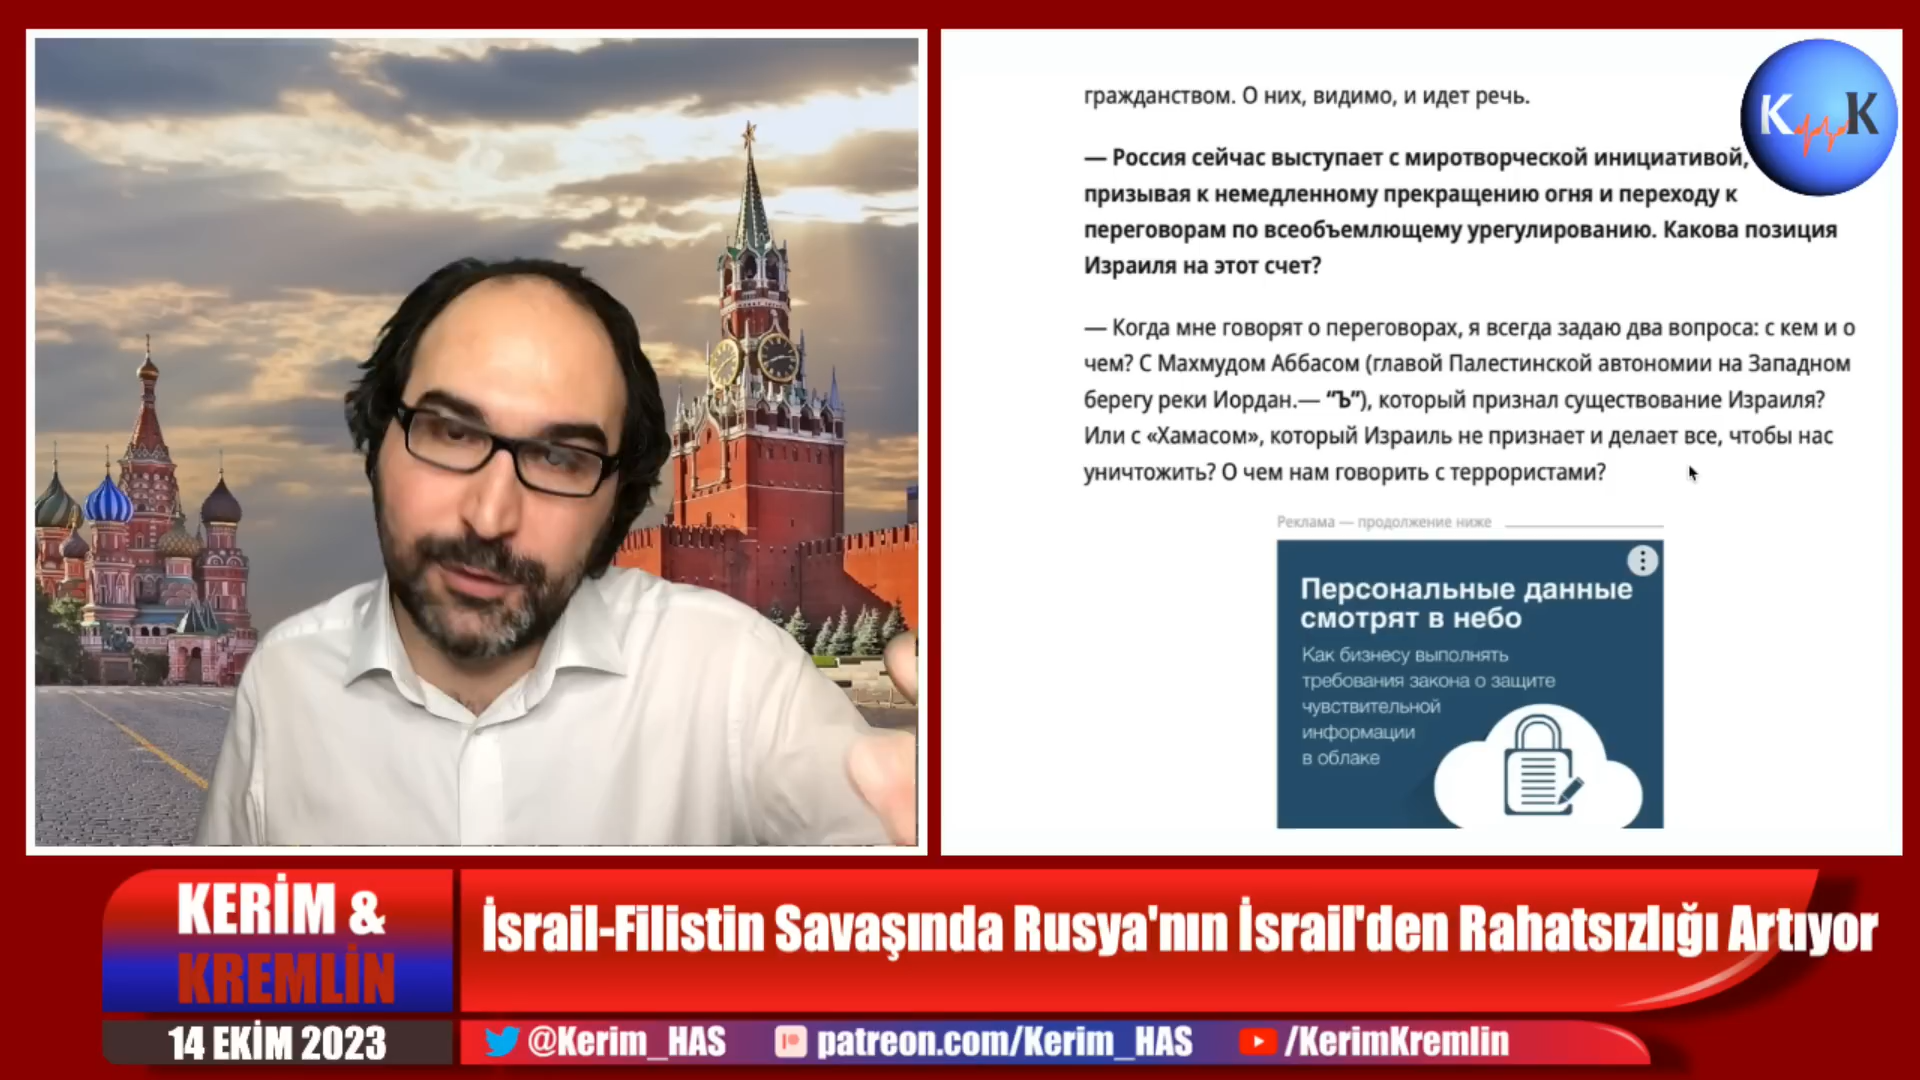 гражданством. О них, видимо, и идет речь.
— Россия сейчас выступает с миротворческой инициативой,
призывая к немедленному прекращению огня и переходу к
переговорам по всеобъемлющему урегулированию. Какова позиция
Израиля на этот счет?
— Когда мне говорят о переговорах, я всегда задаю два вопроса: с кем и о
чем? С Махмудом Аббасом (главой Палестинской автономии на Западном
берегу реки Иордан.— “Ъ”), который признал существование Израиля?
Или с «Хамасом», который Израиль не признает и делает все, чтобы нас
уничтожить? О чем нам говорить с террористами?
Реклама — продолжение ниже
Персональные данные
смотрят в небо
Как бизнесу выполнять
требования закона о защите
чувствительной
информации
в облаке
K K
KERİM &
KREMLİN
14 EKİM 2023
İsrail-Filistin Savaşında Rusya'nın İsrail'den Rahatsızlığı Artıyor
@Kerim_HAS patreon.com/Kerim_HAS /KerimKremlin